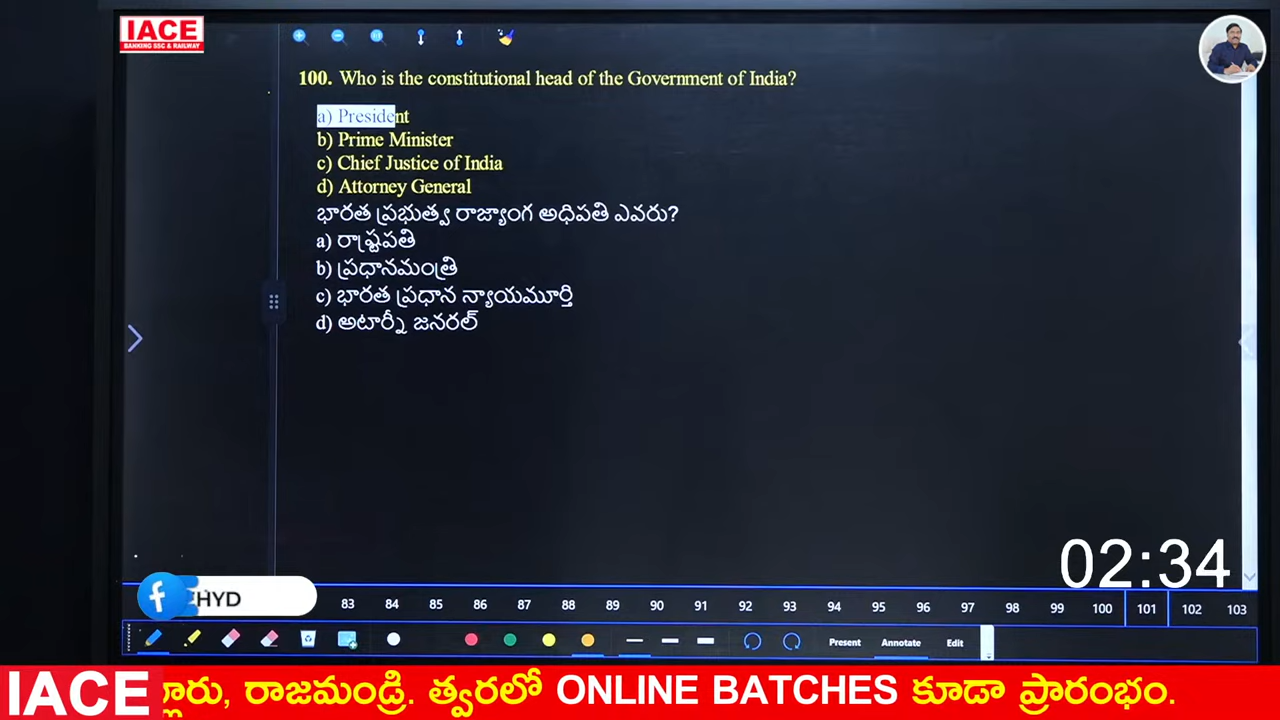 IACE
BANKING SSC & RAILWAY
100. Who is the constitutional head of the Government of India?
a) President
b) Prime Minister
c) Chief Justice of India
d) Attorney General
భారత ప్రభుత్వ రాజ్యాంగ అధిపతి ఎవరు?
a) రాష్ట్రపతి
b) ప్రధానమంత్రి
c) భారత ప్రధాన న్యాయమూర్తి
d) అటార్నీ జనరల్
02:34
HYD
83 84 85 86 87 88 89 90 91 92 93 94 95 96 97 98 99 100 101 102 103
Present Annotate Edit
IACE రాజమండ్రి. త్వరలో ONLINE BATCHES కూడా ప్రారంభం.